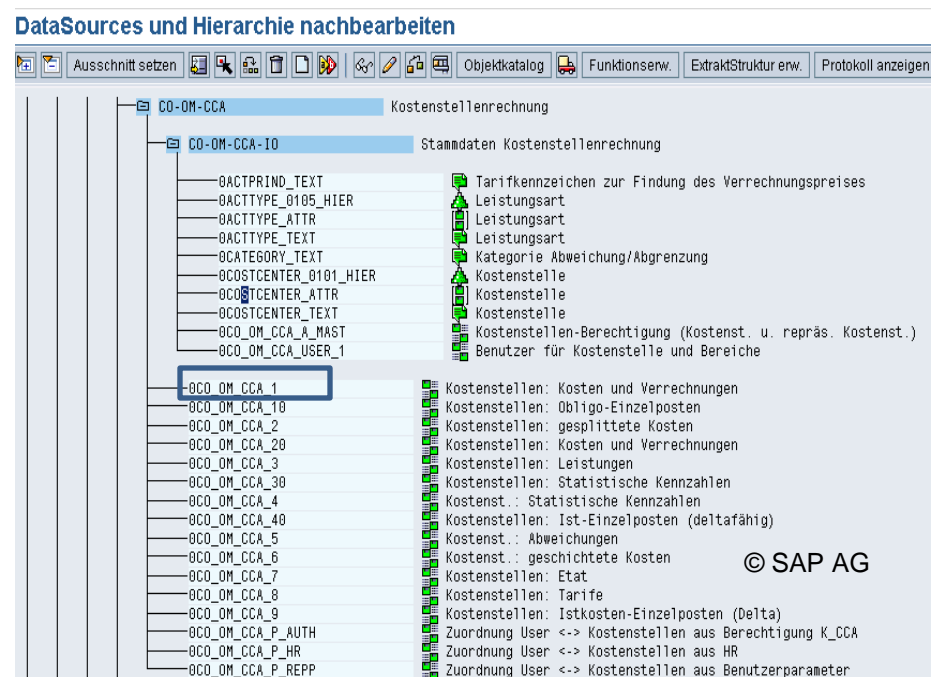 DataSources und Hierarchie nachbearbeiten
Ausschnitt setzen Objektkatalog Funktionserw. ExtraktStruktur erw. Protokoll anzeigen
CO-OM-CCA Kostenstellenrechnung
CO-OM-CCA-IO Stammdaten Kostenstellenrechnung
0ACTPRIND_TEXT Tarifkennzeichen zur Findung des Verrechnungspreises
0ACTTYPE_0105_HIER Leistungsart
0ACTTYPE_ATTR Leistungsart
0ACTTYPE_TEXT Leistungsart
0CATEGORY_TEXT Kategorie Abweichung/Abgrenzung
0COSTCENTER_0101_HIER Kostenstelle
0COSTCENTER_ATTR Kostenstelle
0COSTCENTER_TEXT Kostenstelle
0CO_OM_CCA_A_MAST Kostenstellen-Berechtigung (Kostenst. u. repräs. Kostenst.)
0CO_OM_CCA_USER_1 Benutzer für Kostenstelle und Bereiche
0CO_OM_CCA_1 Kostenstellen: Kosten und Verrechnungen
0CO_OM_CCA_10 Kostenstellen: Obligo-Einzelposten
0CO_OM_CCA_2 Kostenstellen: gesplittete Kosten
0CO_OM_CCA_20 Kostenstellen: Kosten und Verrechnungen
0CO_OM_CCA_3 Kostenstellen: Leistungen
0CO_OM_CCA_30 Kostenstellen: Statistische Kennzahlen
0CO_OM_CCA_4 Kostenst.: Statistische Kennzahlen
0CO_OM_CCA_40 Kostenstellen: Ist-Einzelposten (deltafähig)
0CO_OM_CCA_5 Kostenst.: Abweichungen
0CO_OM_CCA_6 Kostenst.: geschichtete Kosten
© SAP AG
0CO_OM_CCA_7 Kostenstellen: Etat
0CO_OM_CCA_8 Kostenstellen: Tarife
0CO_OM_CCA_9 Kostenstellen: Istkosten-Einzelposten (Delta)
0CO_OM_CCA_P_AUTH Zuordnung User <-> Kostenstellen aus Berechtigung K_CCA
0CO_OM_CCA_P_HR Zuordnung User <-> Kostenstellen aus HR
0CO_OM_CCA_P_REPP Zuordnung User <-> Kostenstellen aus Benutzerparameter